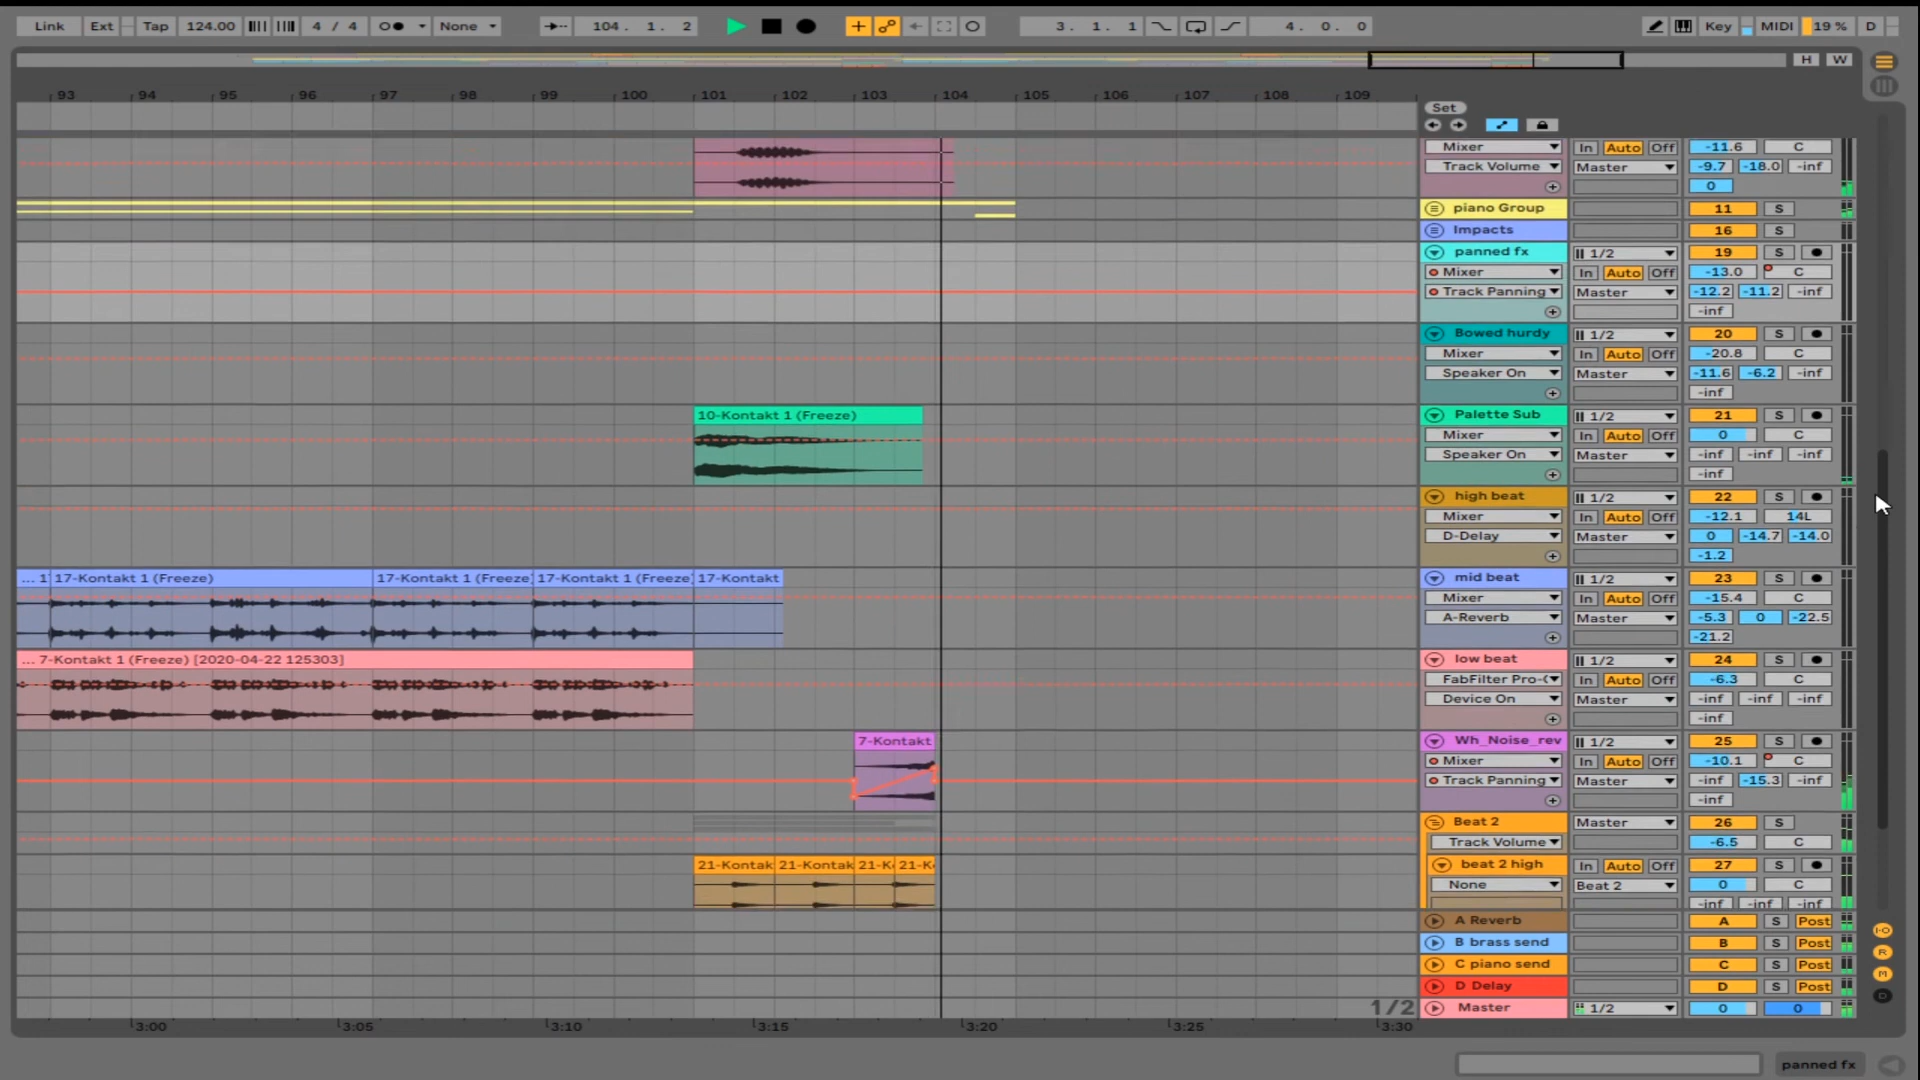 Link Ext Tap 124.00 4 / 4 None 104. 1. 2 3. 1. 1 4. 0. 0 Key MIDI 19 % D
H W
93 94 95 96 97 98 99 100 101 102 103 104 105 106 107 108 109
Set
Mixer In Auto Off -11.6 C
Track Volume Master -9.7 -18.0 -inf
0
piano Group 11 S
Impacts 16 S
panned fx 1/2 19 S
Mixer In Auto Off -13.0 C
Track Panning Master -12.2 -11.2 -inf
-inf
Bowed hurdy 1/2 20 S
Mixer In Auto Off -20.8 C
Speaker On Master -11.6 -6.2 -inf
-inf
10-Kontakt 1 (Freeze) Palette Sub 1/2 21 S
Mixer In Auto Off 0 C
Speaker On Master -inf -inf -inf
-inf
high beat 1/2 22 S
Mixer In Auto Off -12.1 14L
D-Delay Master 0 -14.7 -14.0
-1.2
... 1 17-Kontakt 1 (Freeze) 17-Kontakt 1 (Freeze) 17-Kontakt 1 (Freeze) 17-Kontakt mid beat 1/2 23 S
Mixer In Auto Off -15.4 C
A-Reverb Master -5.3 0 -22.5
-21.2
... 7-Kontakt 1 (Freeze) [2020-04-22 125303] low beat 1/2 24 S
FabFilter Pro-( In Auto Off -6.3 C
Device On Master -inf -inf -inf
-inf
7-Kontakt Wh_Noise_rev 1/2 25 S
Mixer In Auto Off -10.1 C
Track Panning Master -inf -15.3 -inf
-inf
Beat 2 Master 26 S
Track Volume -6.5 C
21-Kontak 21-Kontak 21-K 21-K beat 2 high In Auto Off 27 S
None Beat 2 0 C
-inf -inf -inf
A Reverb A S Post
B brass send B S Post
C piano send C S Post
D Delay D S Post
1/2 Master 1/2 0 0
3:00 3:05 3:10 3:15 3:20 3:25 3:30
panned fx